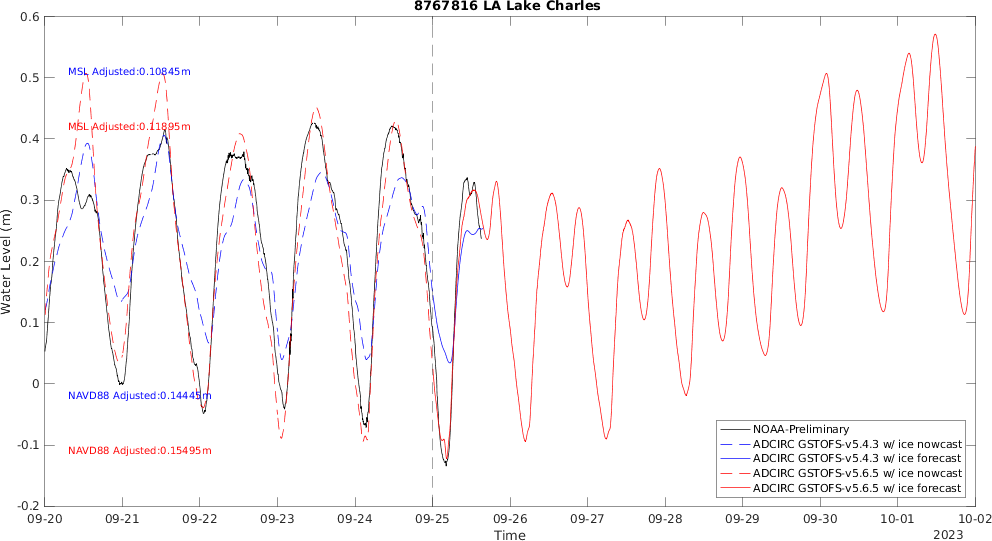 8767816 LA Lake Charles
0.6
0.5
0.4
0.3
0.2
0.1
0
-0.1
-0.2
Water Level (m)
MSL Adjusted:0.10845m
MSL Adjusted:0.11895m
NAVD88 Adjusted:0.14445m
NAVD88 Adjusted:0.15495m
NOAA-Preliminary
ADCIRC GSTOFS-v5.4.3 w/ ice nowcast
ADCIRC GSTOFS-v5.4.3 w/ ice forecast
ADCIRC GSTOFS-v5.6.5 w/ ice nowcast
ADCIRC GSTOFS-v5.6.5 w/ ice forecast
09-20 09-21 09-22 09-23 09-24 09-25 09-26 09-27 09-28 09-29 09-30 10-01 10-02
Time
2023